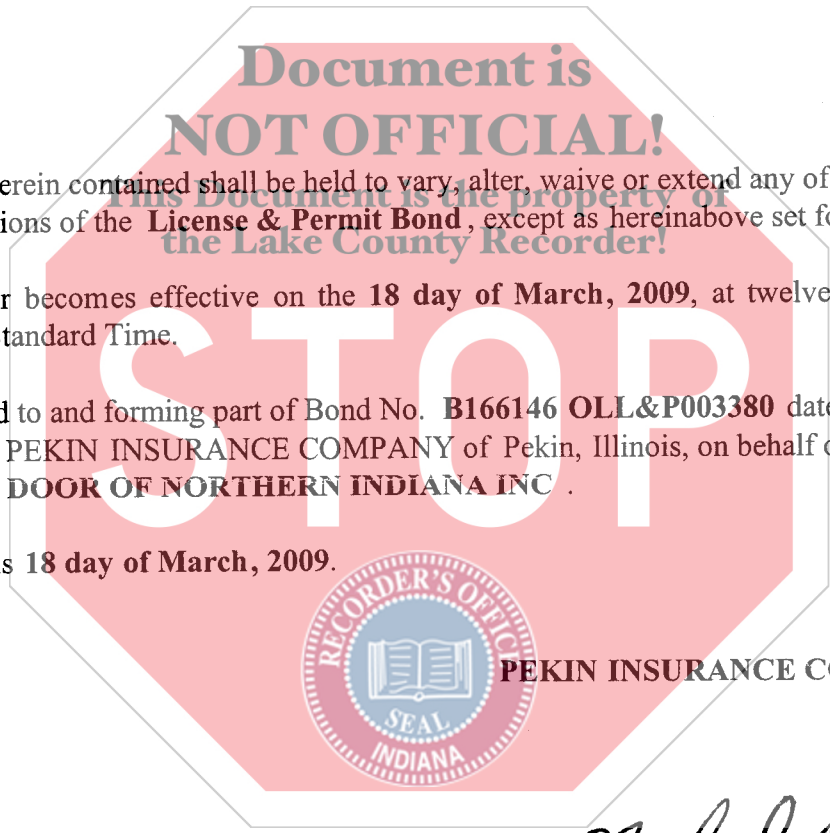 Document is
NOT OFFICIAL!
erein contained shall be held to vary, alter, waive or extend any of
This Document is the property of
ions of the License & Permit Bond, except as hereinabove set fo
the Lake County Recorder!
r becomes effective on the 18 day of March, 2009, at twelve
tandard Time.
d to and forming part of Bond No. B166146 OLL&P003380 date
PEKIN INSURANCE COMPANY of Pekin, Illinois, on behalf o
DOOR OF NORTHERN INDIANA INC .
s 18 day of March, 2009.
STOP
RECORDER'S OFFICE
SEAL
INDIANA
PEKIN INSURANCE CO